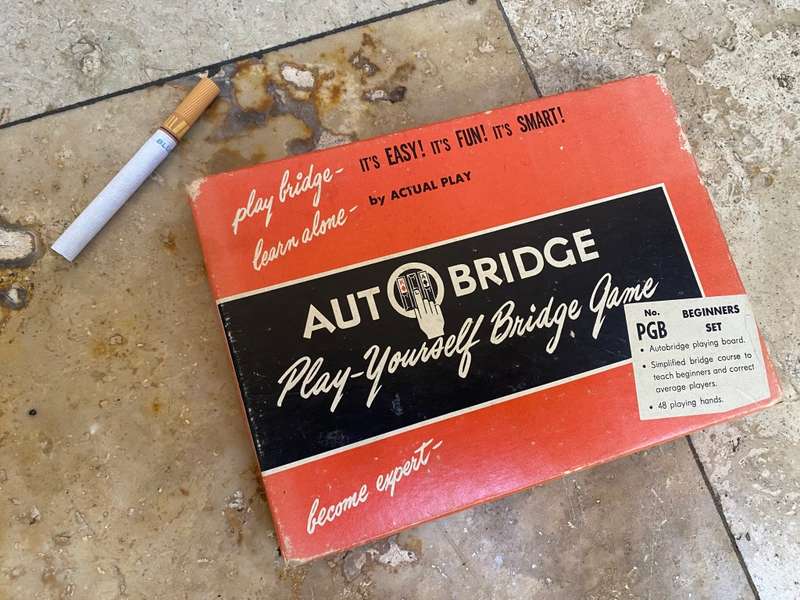 play bridge-
learn alone-
IT'S EASY! IT'S FUN! IT'S SMART!
by ACTUAL PLAY
AUTOBRIDGE
Play-Yourself Bridge Game
No.
PGB
BEGINNERS
SET
• Autobridge playing board.
• Simplified bridge course to
teach beginners and correct
average players.
• 48 playing hands.
become expert-